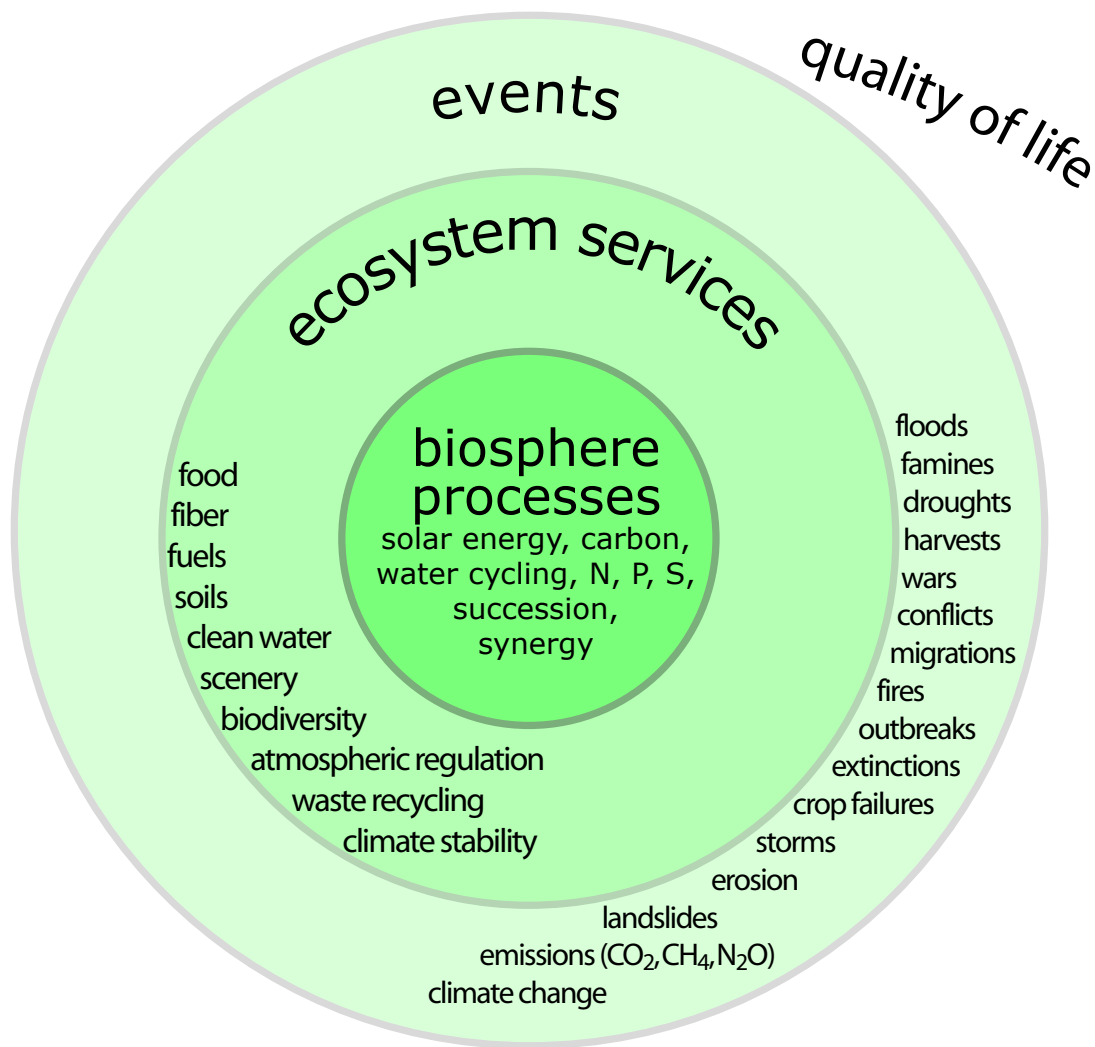 quality of life
events
ecosystem services
biosphere
processes
solar energy, carbon,
water cycling, N, P, S,
succession,
synergy
food
fiber
fuels
soils
clean water
scenery
biodiversity
atmospheric regulation
waste recycling
climate stability
floods
famines
droughts
harvests
wars
conflicts
migrations
fires
outbreaks
extinctions
crop failures
storms
erosion
landslides
emissions (CO₂,CH₄,N₂O)
climate change